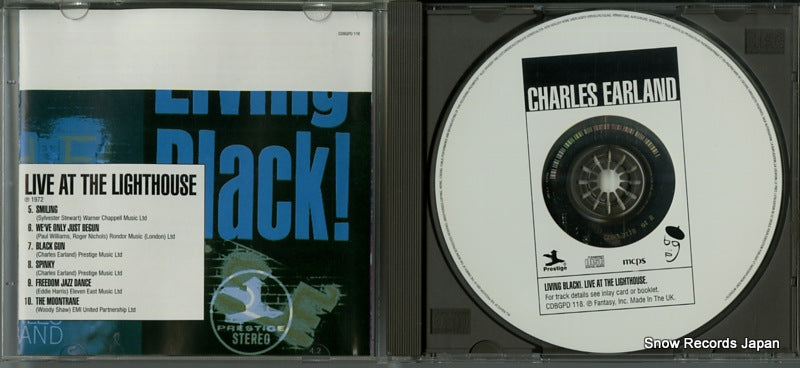 CDBGPD 118
Living
Black!
LIVE AT THE LIGHTHOUSE
℗ 1972
5. SMILING
(Sylvester Stewart) Warner Chappell Music Ltd
6. WE'VE ONLY JUST BEGUN
(Paul Williams, Roger Nichols) Rondor Music (London) Ltd
7. BLACK GUN
(Charles Earland) Prestige Music Ltd
8. SPINKY
(Charles Earland) Prestige Music Ltd
9. FREEDOM JAZZ DANCE
(Eddie Harris) Eleven East Music Ltd
10. THE MOONTRANE
(Woody Shaw) EMI United Partnership Ltd
AND
PRESTIGE
STEREO
4.2
CHARLES EARLAND
Prestige
mcps
LIVING BLACK!. LIVE AT THE LIGHTHOUSE.
For track details see inlay card or booklet.
CDBGPD 118. ℗ Fantasy, Inc. Made In The UK.
Snow Records Japan